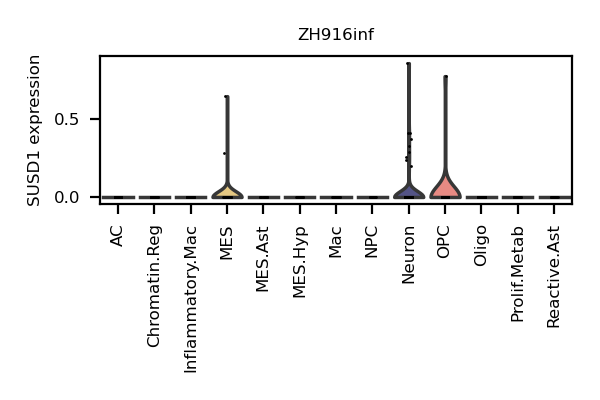 ZH916inf
SUSD1 expression
0.5
0.0
AC
Chromatin.Reg
Inflammatory.Mac
MES
MES.Ast
MES.Hyp
Mac
NPC
Neuron
OPC
Oligo
Prolif.Metab
Reactive.Ast